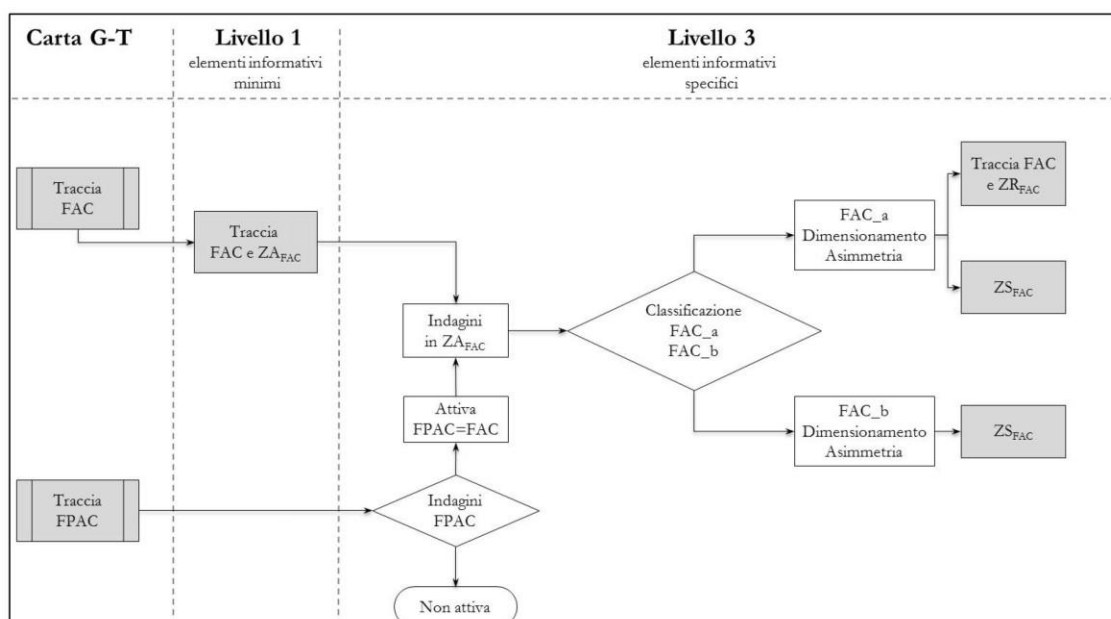 Carta G-T
Livello 1
elementi informativi
minimi
Livello 3
elementi informativi
specifici
Traccia
FAC
Traccia
FAC e ZAFAC
Indagini
in ZAFAC
Classificazione
FAC_a
FAC_b
FAC_a
Dimensionamento
Asimmetria
Traccia FAC
e ZRFAC
ZSFAC
Attiva
FPAC=FAC
FAC_b
Dimensionamento
Asimmetria
ZSFAC
Traccia
FPAC
Indagini
FPAC
Non attiva